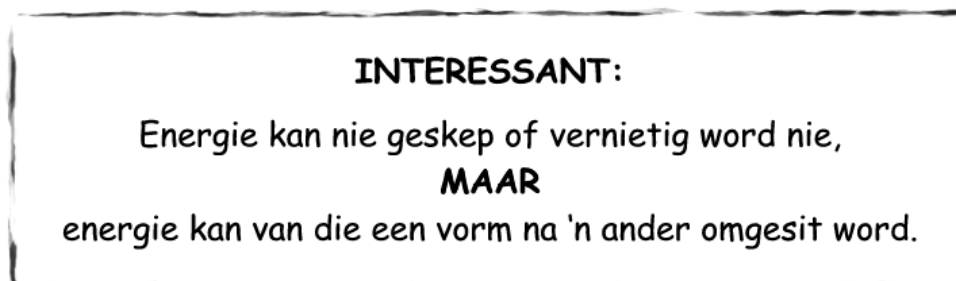 INTERESSANT:
Energie kan nie geskep of vernietig word nie,
MAAR
energie kan van die een vorm na 'n ander omgesit word.